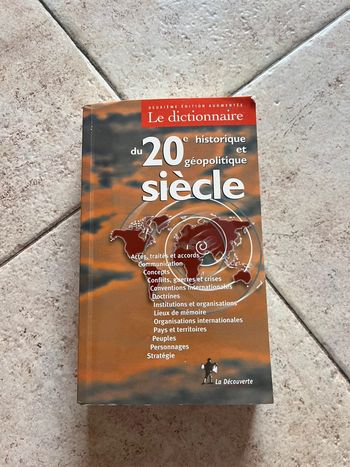 DEUXIÈME ÉDITION AUGMENTÉE
Le dictionnaire
du 20e historique et géopolitique
siècle
Actes, traités et accords
Communication
Concepts
Conflits, guerres et crises
Conventions internationales
Doctrines
Institutions et organisations
Lieux de mémoire
Organisations internationales
Pays et territoires
Peuples
Personnages
Stratégie
La Découverte